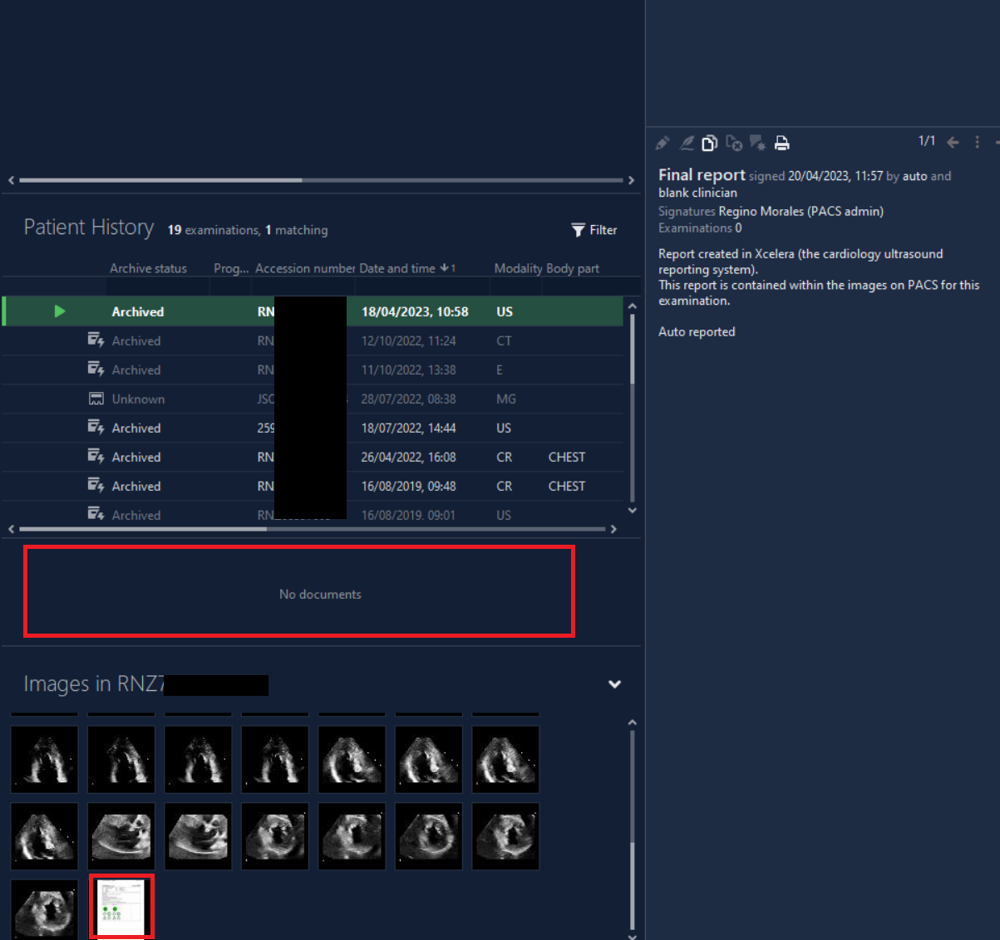 1/1
Final report signed 20/04/2023, 11:57 by auto and
blank clinician
Signatures Regino Morales (PACS admin)
Examinations 0
Report created in Xcelera (the cardiology ultrasound
reporting system).
This report is contained within the images on PACS for this
examination.
Auto reported
Patient History 19 examinations, 1 matching Filter
Archive status Prog... Accession number Date and time 1 Modality Body part
Archived RN 18/04/2023, 10:58 US
Archived RN 12/10/2022, 11:24 CT
Archived RN 11/10/2022, 13:38 E
Unknown JSC 28/07/2022, 08:38 MG
Archived 259 18/07/2022, 14:44 US
Archived RN 26/04/2022, 16:08 CR CHEST
Archived RN 16/08/2019, 09:48 CR CHEST
Archived 16/08/2019, 09:01 US
No documents
Images in RNZ7